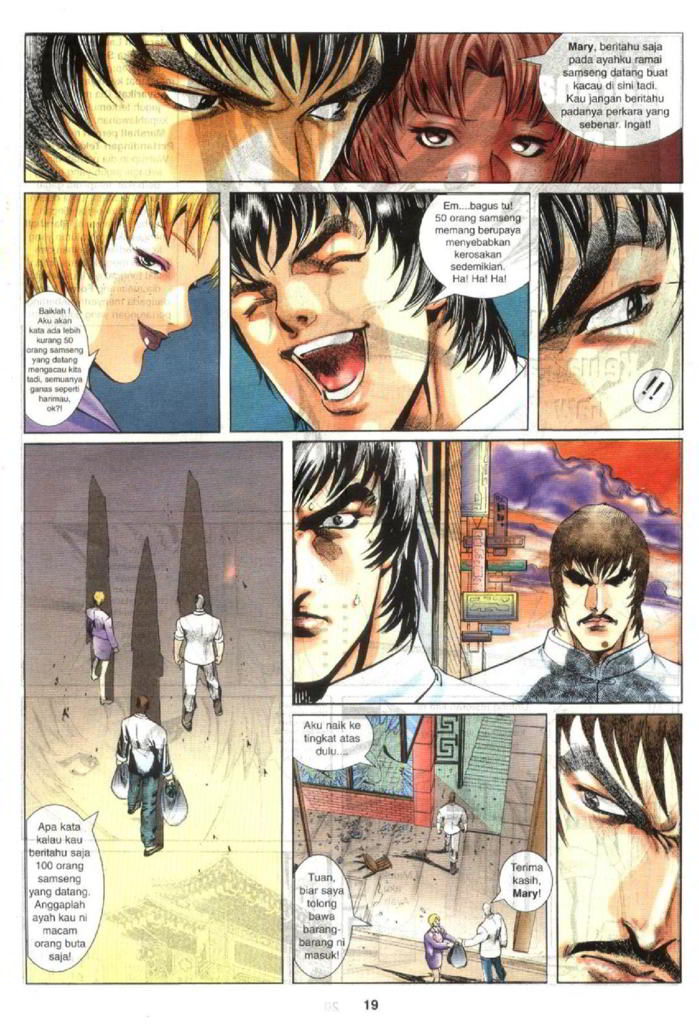 Mary, beritahu saja
pada ayahku ramai
samseng datang buat
kacau di sini tadi.
Kau jangan beritahu
padanya perkara yang
sebenar. Ingat!
Baiklah !
Aku akan
kata ada lebih
kurang 50
orang samseng
yang datang
mengacau kita
tadi, semuanya
ganas seperti
harimau,
ok?!
Em....bagus tu!
50 orang samseng
memang berupaya
menyebabkan
kerosakan
sedemikian.
Ha! Ha! Ha!
!!
Apa kata
kalau kau
beritahu saja
100 orang
samseng
yang datang.
Anggaplah
ayah kau ni
macam
orang buta
saja!
Aku naik ke
tingkat atas
dulu....
Tuan,
biar saya
tolong
bawa
barang-
barang ni
masuk!
Terima
kasih,
Mary!
19